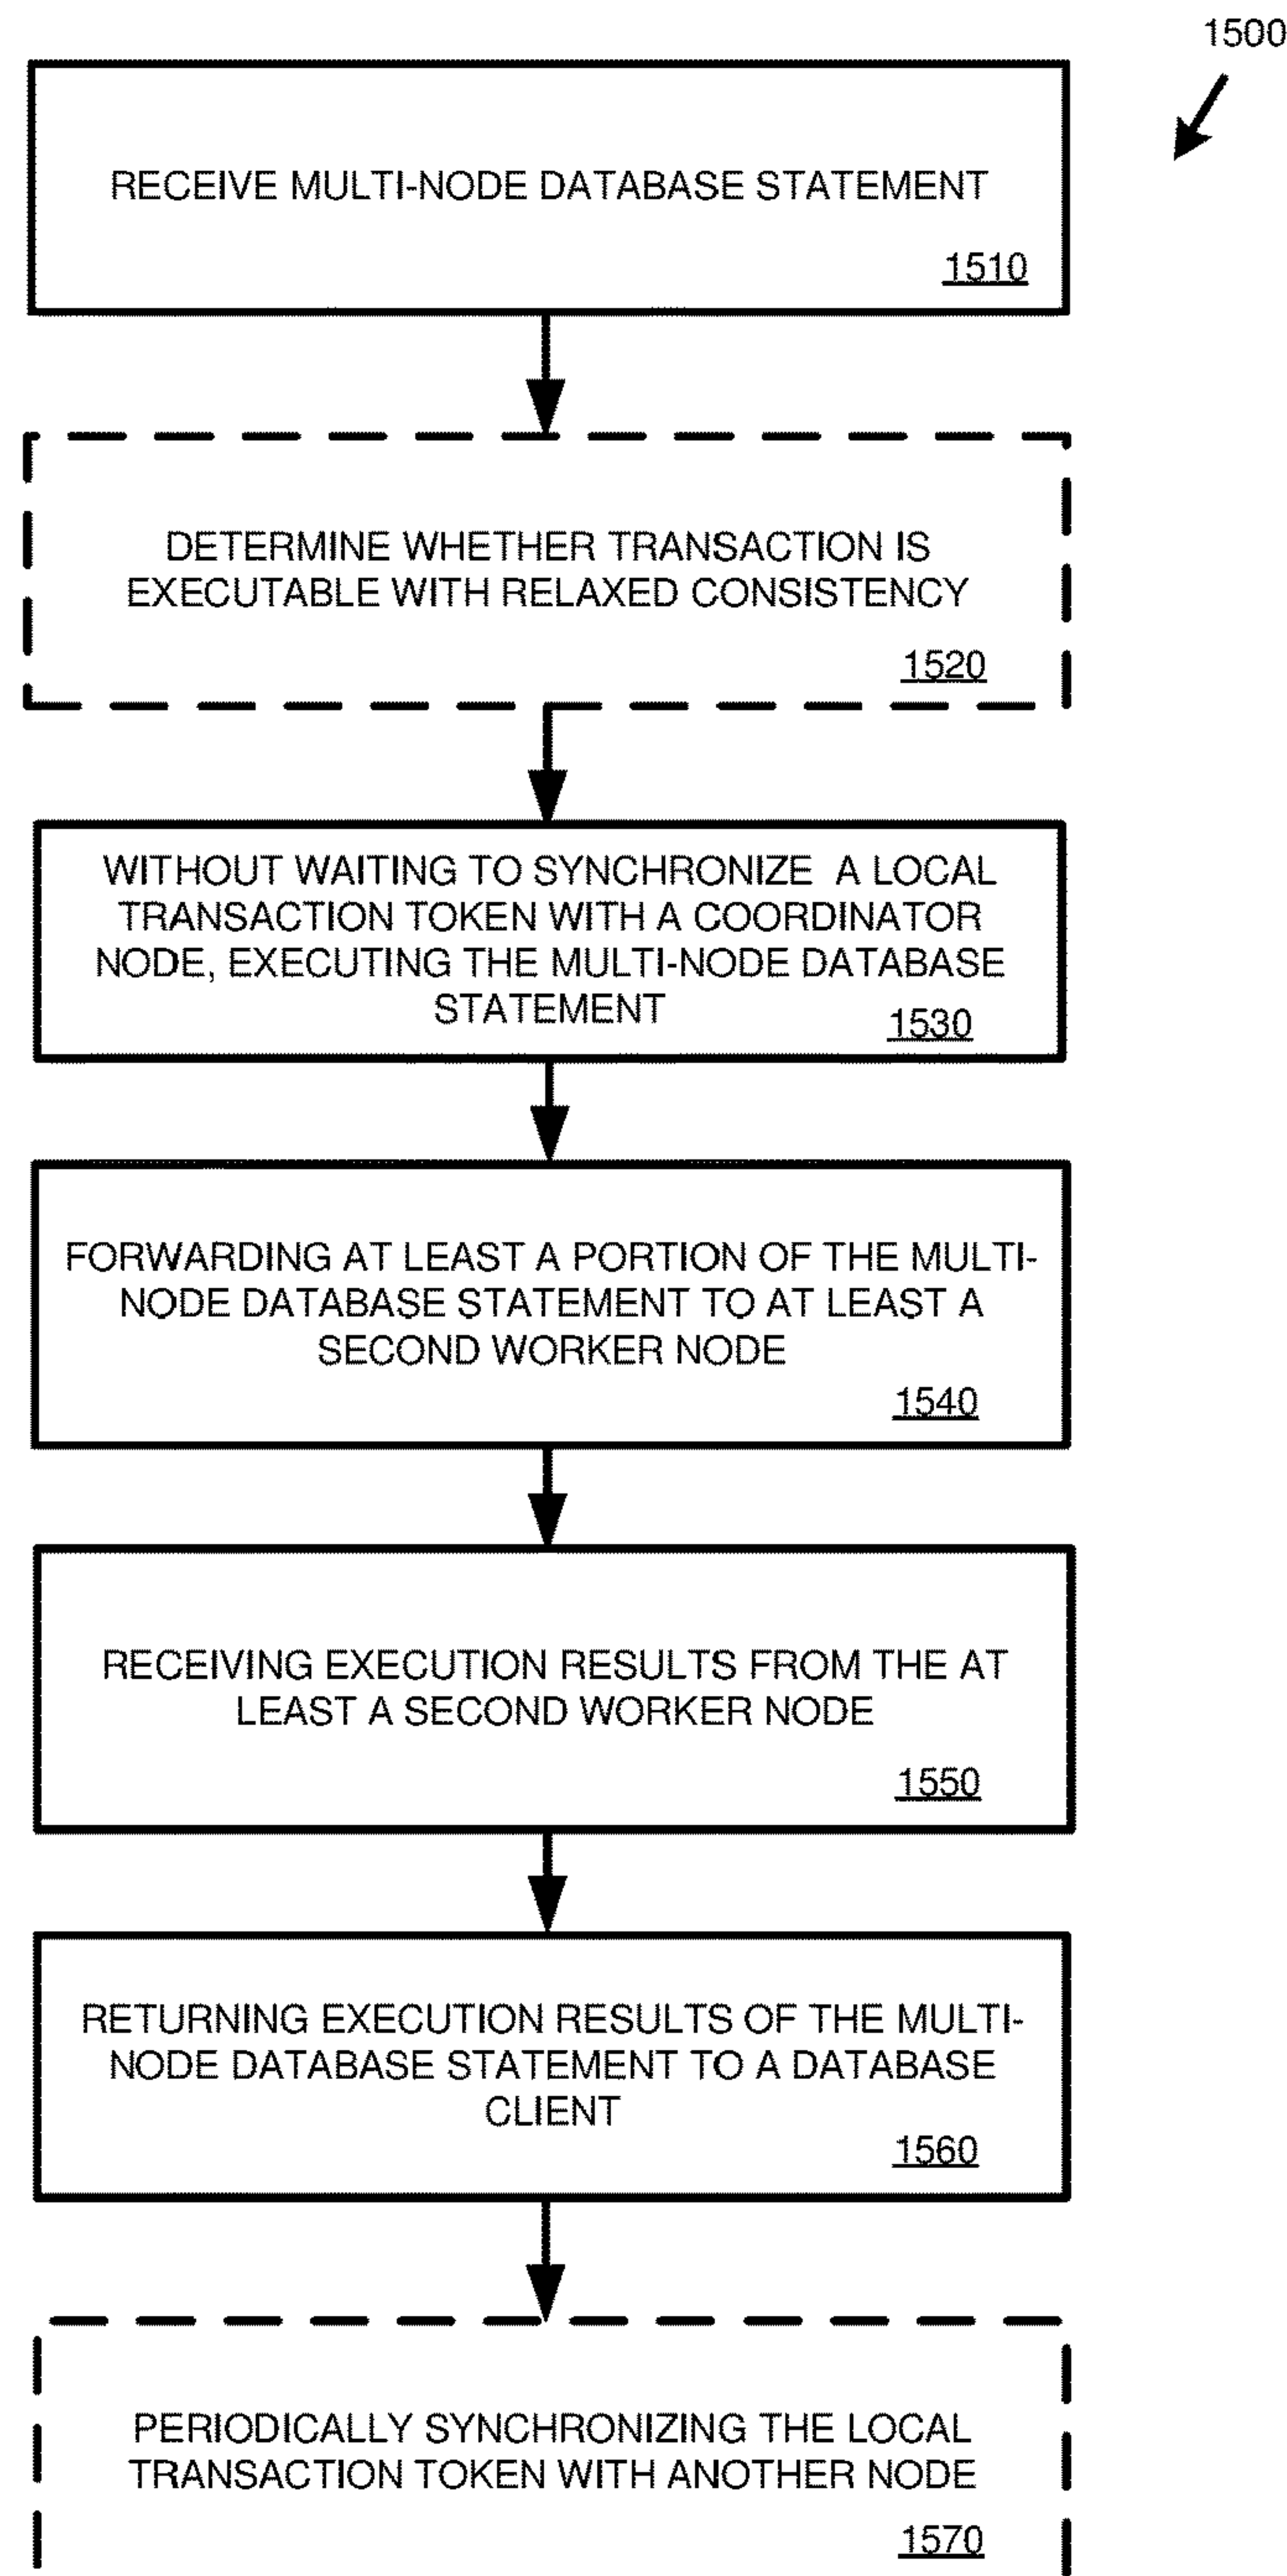 1500
RECEIVE MULTI-NODE DATABASE STATEMENT
1510
DETERMINE WHETHER TRANSACTION IS
EXECUTABLE WITH RELAXED CONSISTENCY
1520
WITHOUT WAITING TO SYNCHRONIZE A LOCAL
TRANSACTION TOKEN WITH A COORDINATOR
NODE, EXECUTING THE MULTI-NODE DATABASE
STATEMENT
1530
FORWARDING AT LEAST A PORTION OF THE MULTI-
NODE DATABASE STATEMENT TO AT LEAST A
SECOND WORKER NODE
1540
RECEIVING EXECUTION RESULTS FROM THE AT
LEAST A SECOND WORKER NODE
1550
RETURNING EXECUTION RESULTS OF THE MULTI-
NODE DATABASE STATEMENT TO A DATABASE
CLIENT
1560
PERIODICALLY SYNCHRONIZING THE LOCAL
TRANSACTION TOKEN WITH ANOTHER NODE
1570